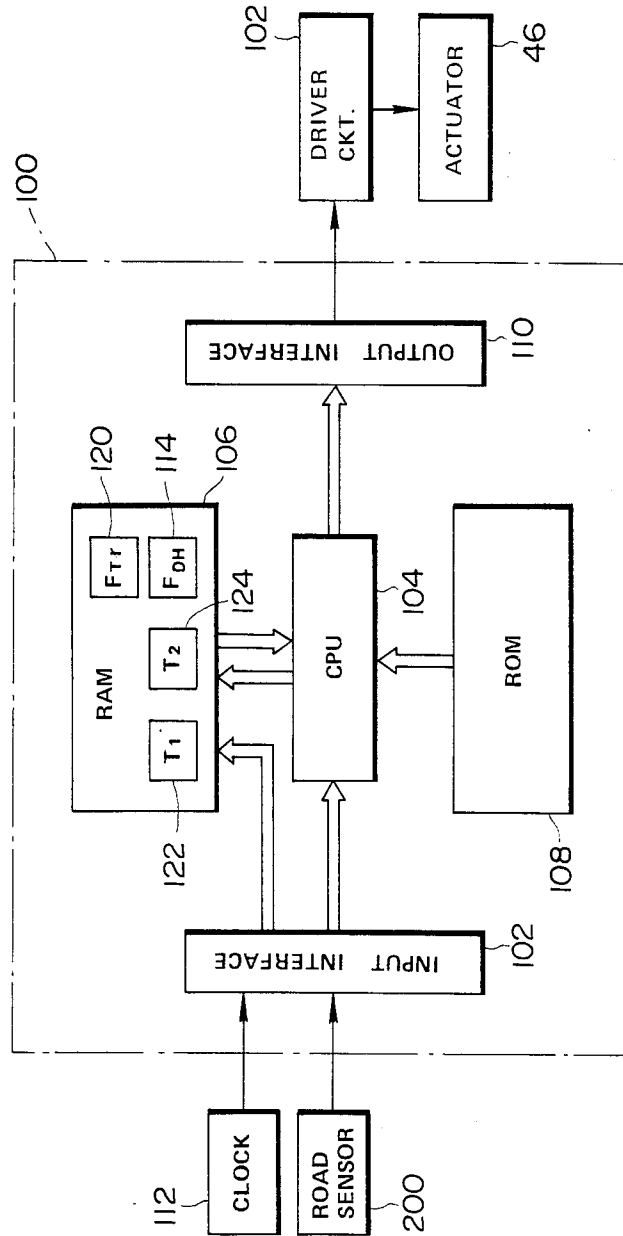 100
112
CLOCK
ROAD
SENSOR
200
INPUT INTERFACE
102
RAM
T1
122
T2
124
FTr
120
FDH
114
106
CPU
104
ROM
108
OUTPUT INTERFACE
110
DRIVER
CKT.
102
ACTUATOR
46